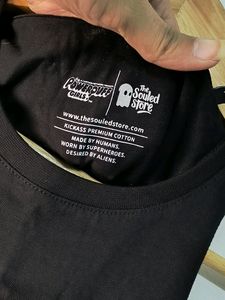 THE
POWERPUFF
GIRLS
The
Souled
Store
www.thesouledstore.com
KICKASS PREMIUM COTTON
MADE BY HUMANS.
WORN BY SUPERHEROES.
DESIRED BY ALIENS.